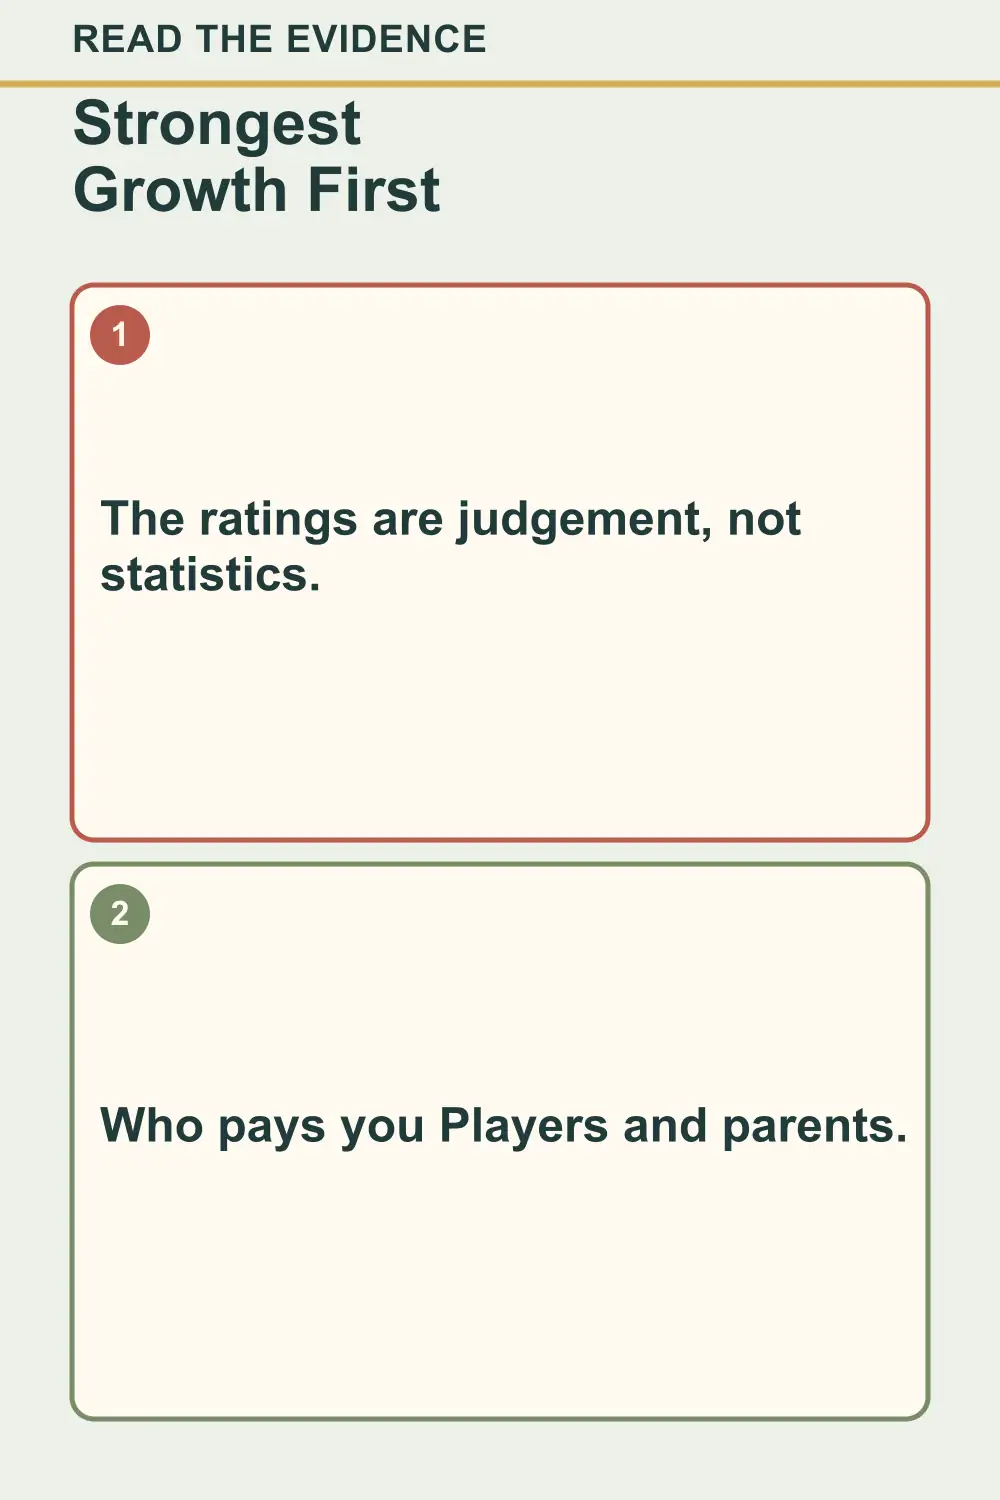 READ THE EVIDENCE
Strongest
Growth First
1
The ratings are judgement, not
statistics.
2
Who pays you Players and parents.